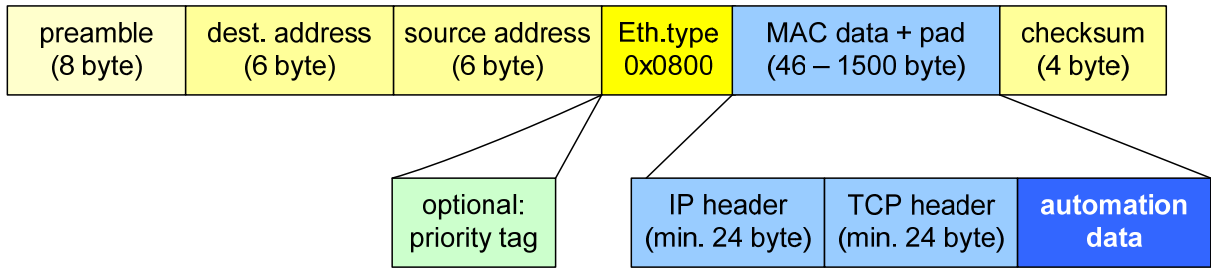 preamble
(8 byte)
dest. address
(6 byte)
source address
(6 byte)
Eth.type
0x0800
MAC data + pad
(46 – 1500 byte)
checksum
(4 byte)
optional:
priority tag
IP header
(min. 24 byte)
TCP header
(min. 24 byte)
automation
data